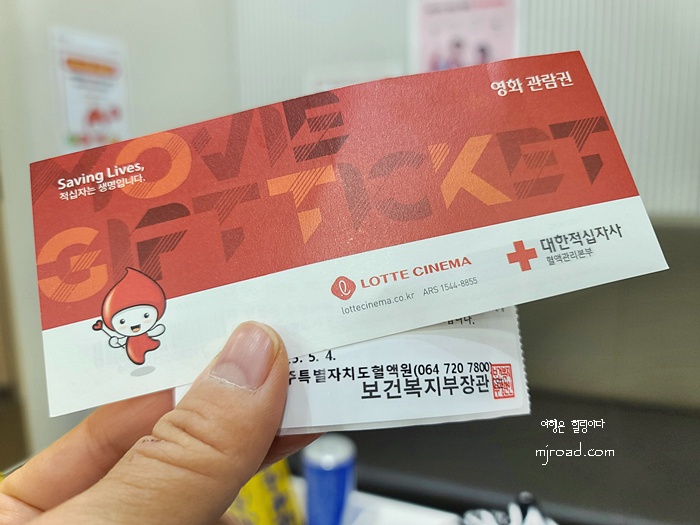 영화 관람권
MOVIE
GIFT TICKET
Saving Lives,
적십자는 생명입니다.
LOTTE CINEMA
lottecinema.co.kr ARS 1544-8855
대한적십자사
혈액관리본부
5. 4.
주특별자치도혈액원(064 720 7800)
보건복지부장관
여행은 힐링이다
mjroad.com